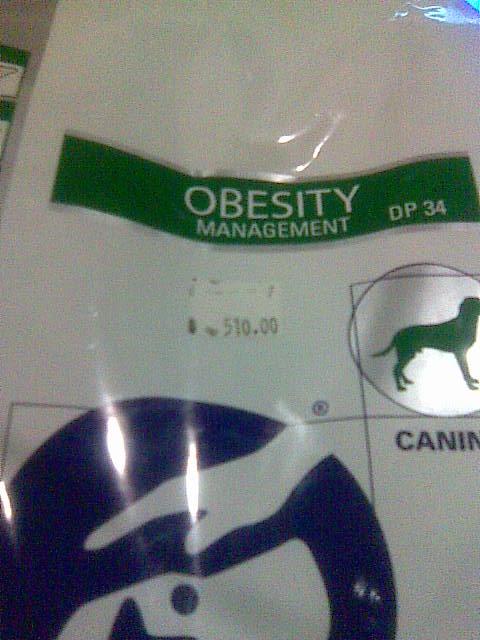 OBESITY
MANAGEMENT
DP 34
510.00
®
CANIN